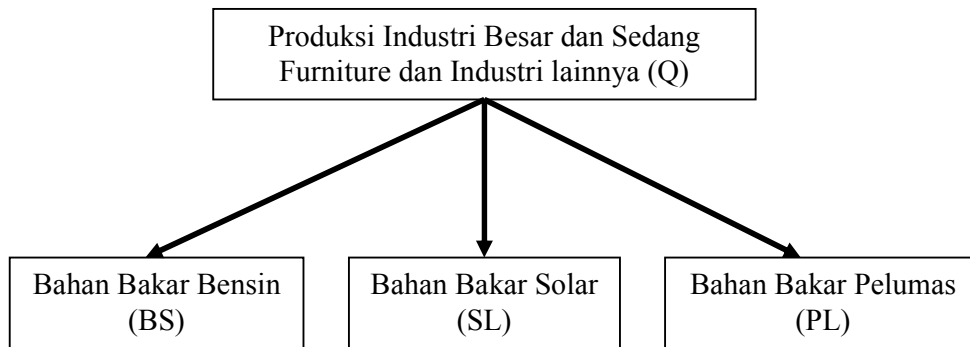 Produksi Industri Besar dan Sedang
Furniture dan Industri lainnya (Q)
Bahan Bakar Bensin
(BS)
Bahan Bakar Solar
(SL)
Bahan Bakar Pelumas
(PL)